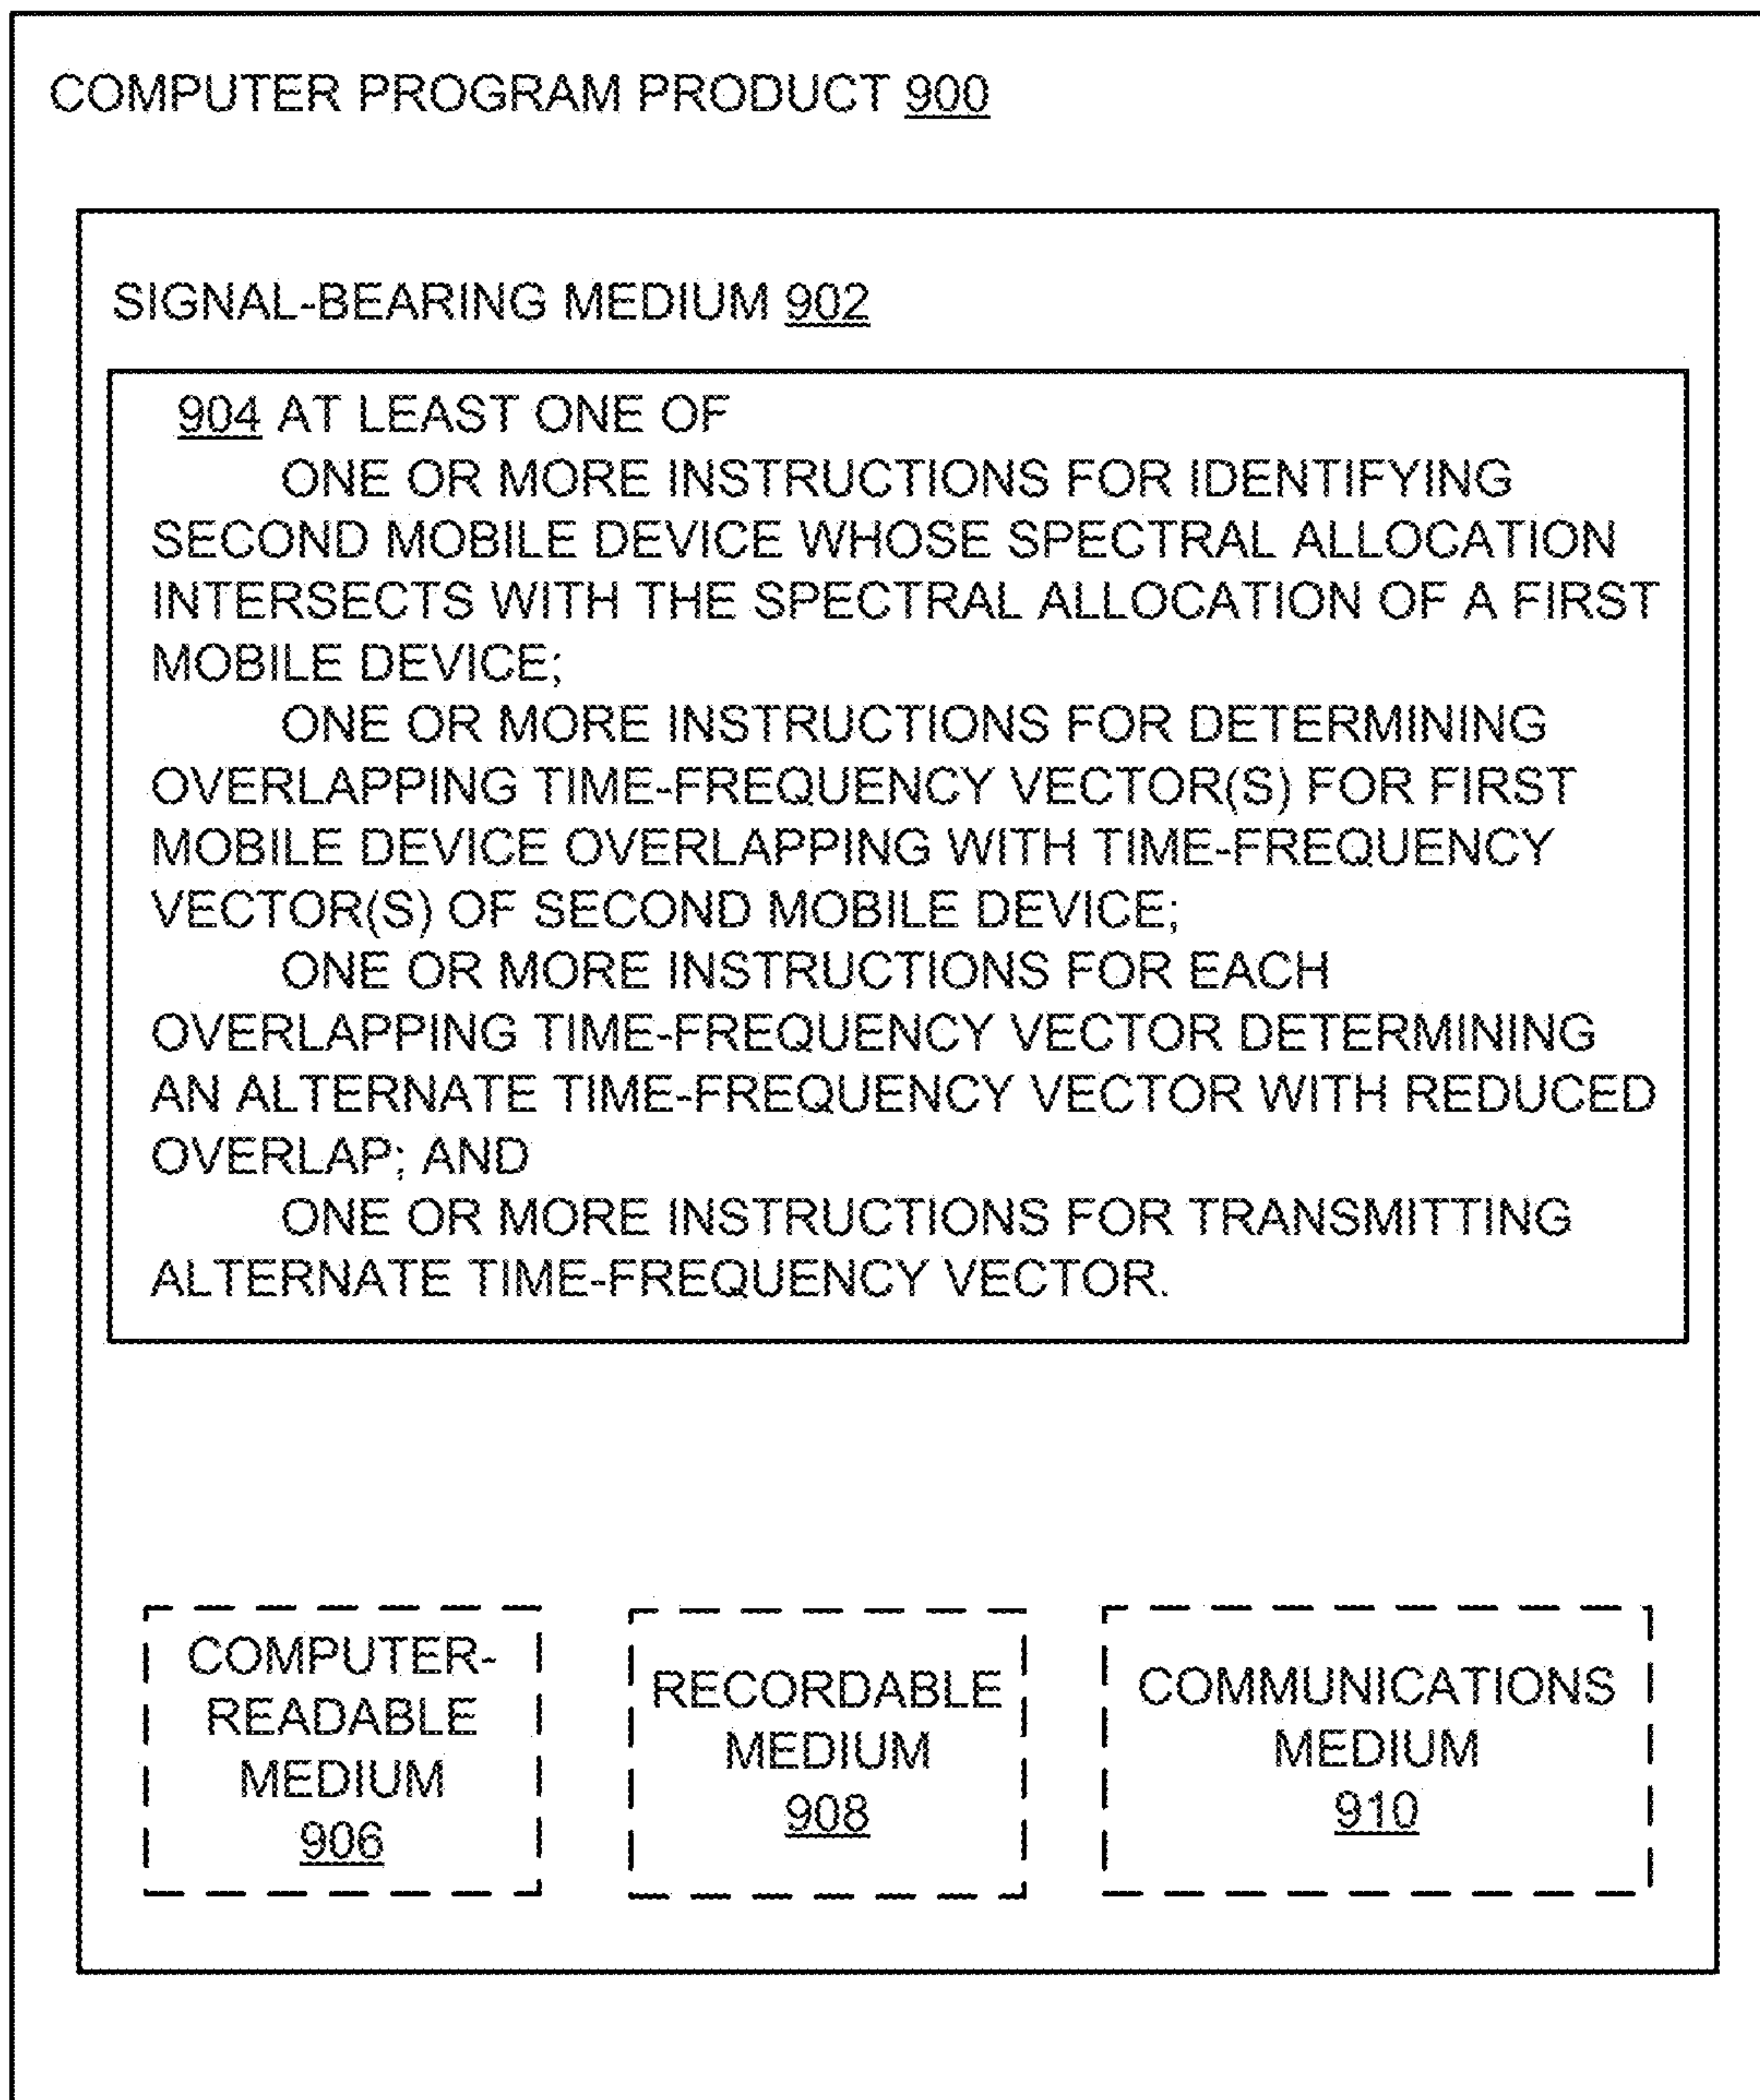 COMPUTER PROGRAM PRODUCT 900
SIGNAL-BEARING MEDIUM 902
904 AT LEAST ONE OF
ONE OR MORE INSTRUCTIONS FOR IDENTIFYING
SECOND MOBILE DEVICE WHOSE SPECTRAL ALLOCATION
INTERSECTS WITH THE SPECTRAL ALLOCATION OF A FIRST
MOBILE DEVICE;
ONE OR MORE INSTRUCTIONS FOR DETERMINING
OVERLAPPING TIME-FREQUENCY VECTOR(S) FOR FIRST
MOBILE DEVICE OVERLAPPING WITH TIME-FREQUENCY
VECTOR(S) OF SECOND MOBILE DEVICE;
ONE OR MORE INSTRUCTIONS FOR EACH
OVERLAPPING TIME-FREQUENCY VECTOR DETERMINING
AN ALTERNATE TIME-FREQUENCY VECTOR WITH REDUCED
OVERLAP; AND
ONE OR MORE INSTRUCTIONS FOR TRANSMITTING
ALTERNATE TIME-FREQUENCY VECTOR.
COMPUTER-
READABLE
MEDIUM
906
RECORDABLE
MEDIUM
908
COMMUNICATIONS
MEDIUM
910